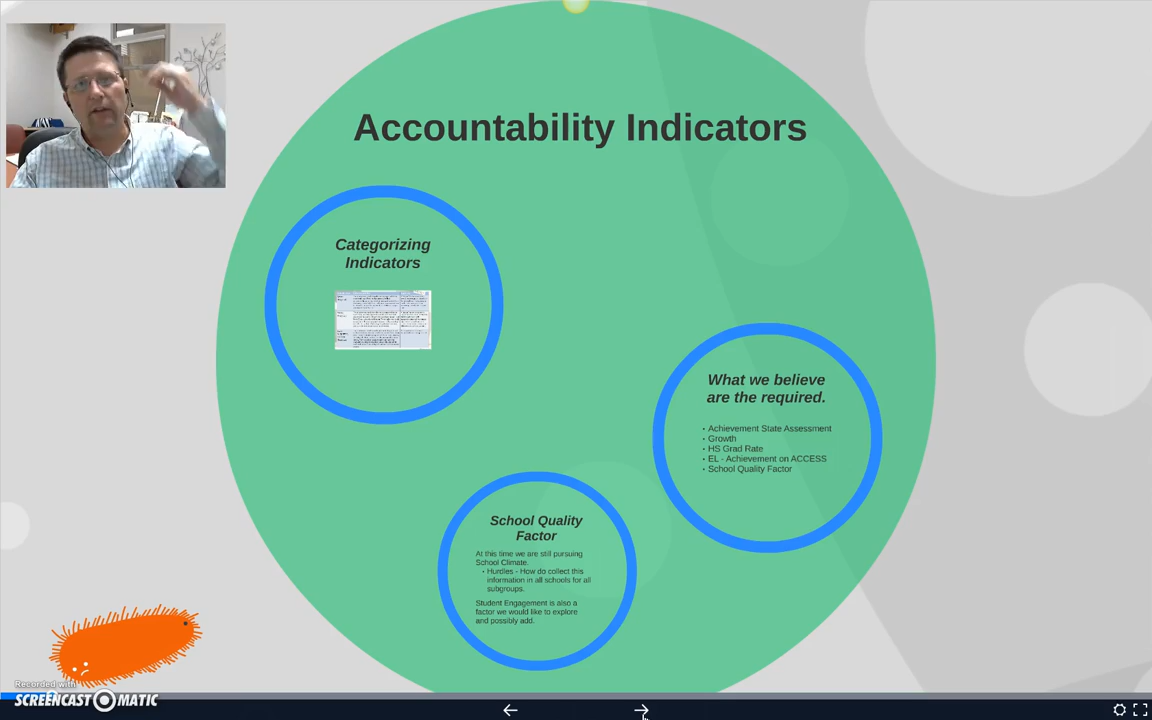 Accountability Indicators
Categorizing
Indicators
What we believe
are the required.
• Achievement State Assessment
• Growth
• HS Grad Rate
• EL - Achievement on ACCESS
• School Quality Factor
School Quality
Factor
At this time we are still pursuing
School Climate.
• Hurdles - How do collect this
information in all schools for all
subgroups.
Student Engagement is also a
factor we would like to explore
and possibly add.
Recorded with
SCREENCAST-O-MATIC